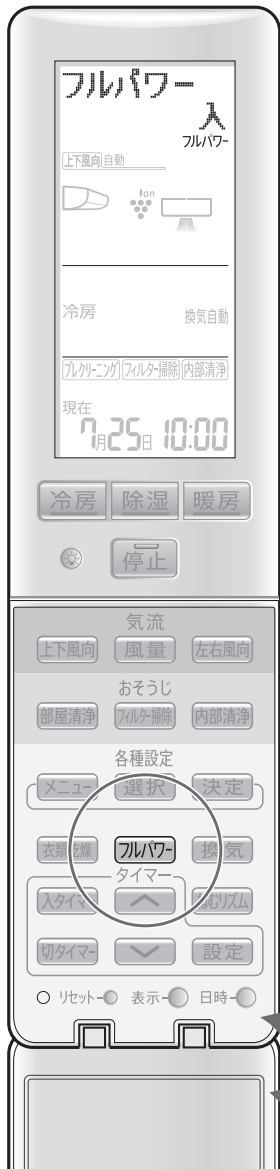 フルパワー
入
フルパワー
上下風向 自動
ion
冷房 換気自動
プレクリーニング フィルター掃除 内部清浄
現在
7月25日 10:00
冷房 除湿 暖房
停止
気流
上下風向 風量 左右風向
おそうじ
部屋清浄 フィルター掃除 内部清浄
各種設定
メニュー 選択 決定
衣類乾燥 フルパワー 換気
タイマー
入タイマー ねむリズム
切タイマー 設定
リセット 表示 日時